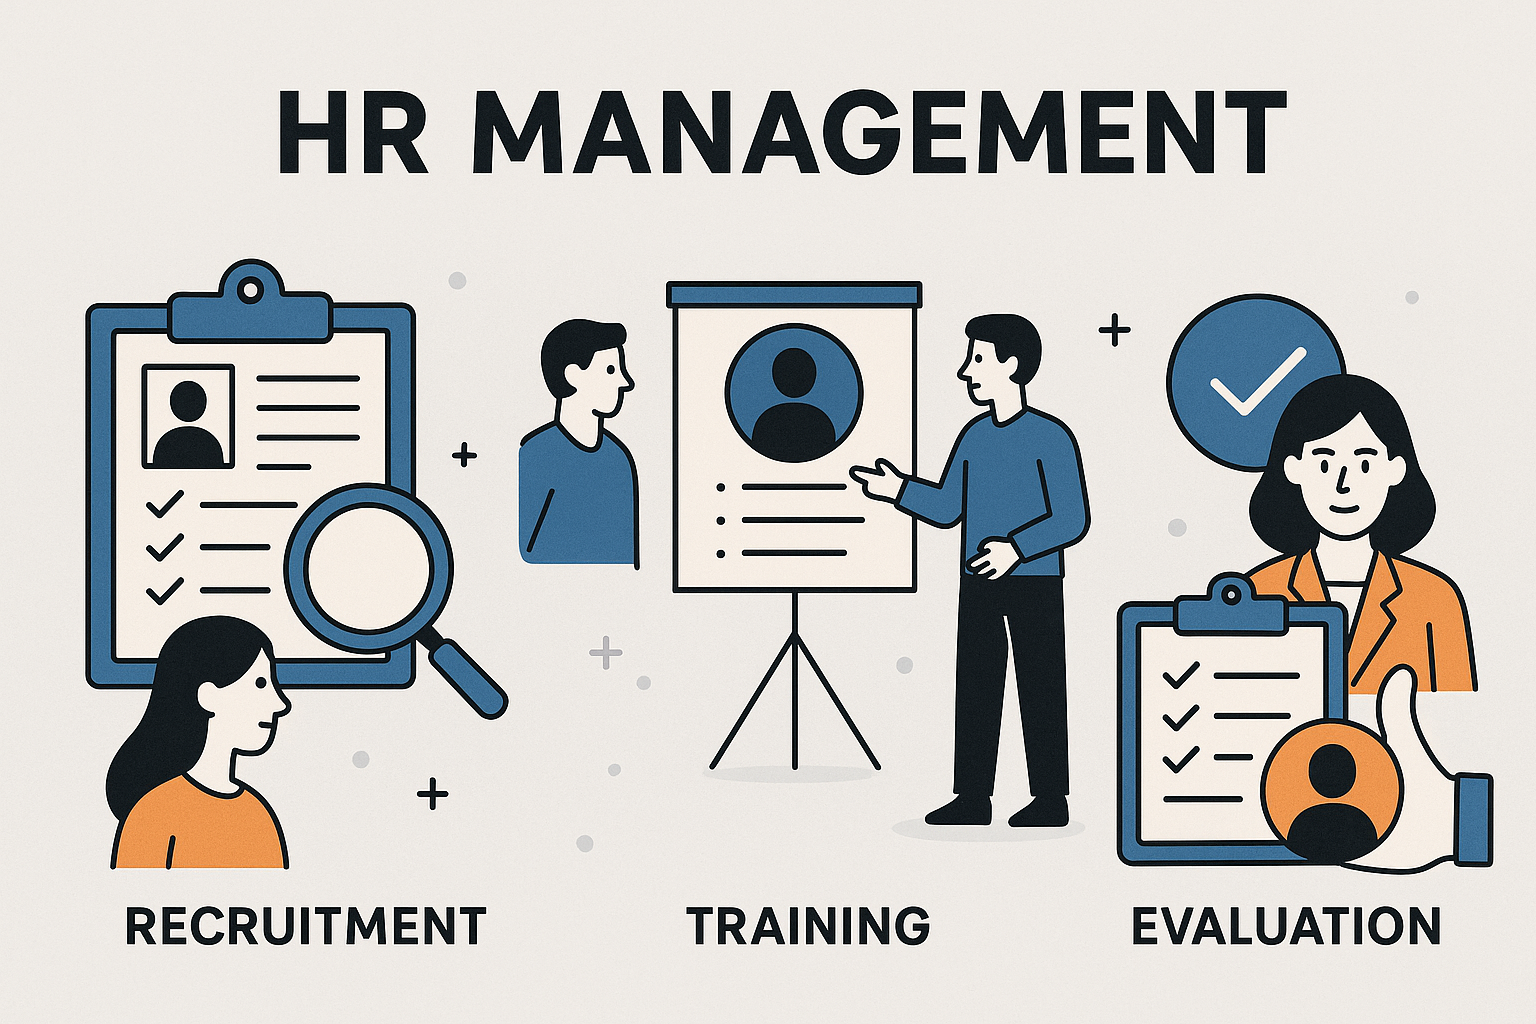 HR MANAGEMENT
RECRUITMENT
TRAINING
EVALUATION